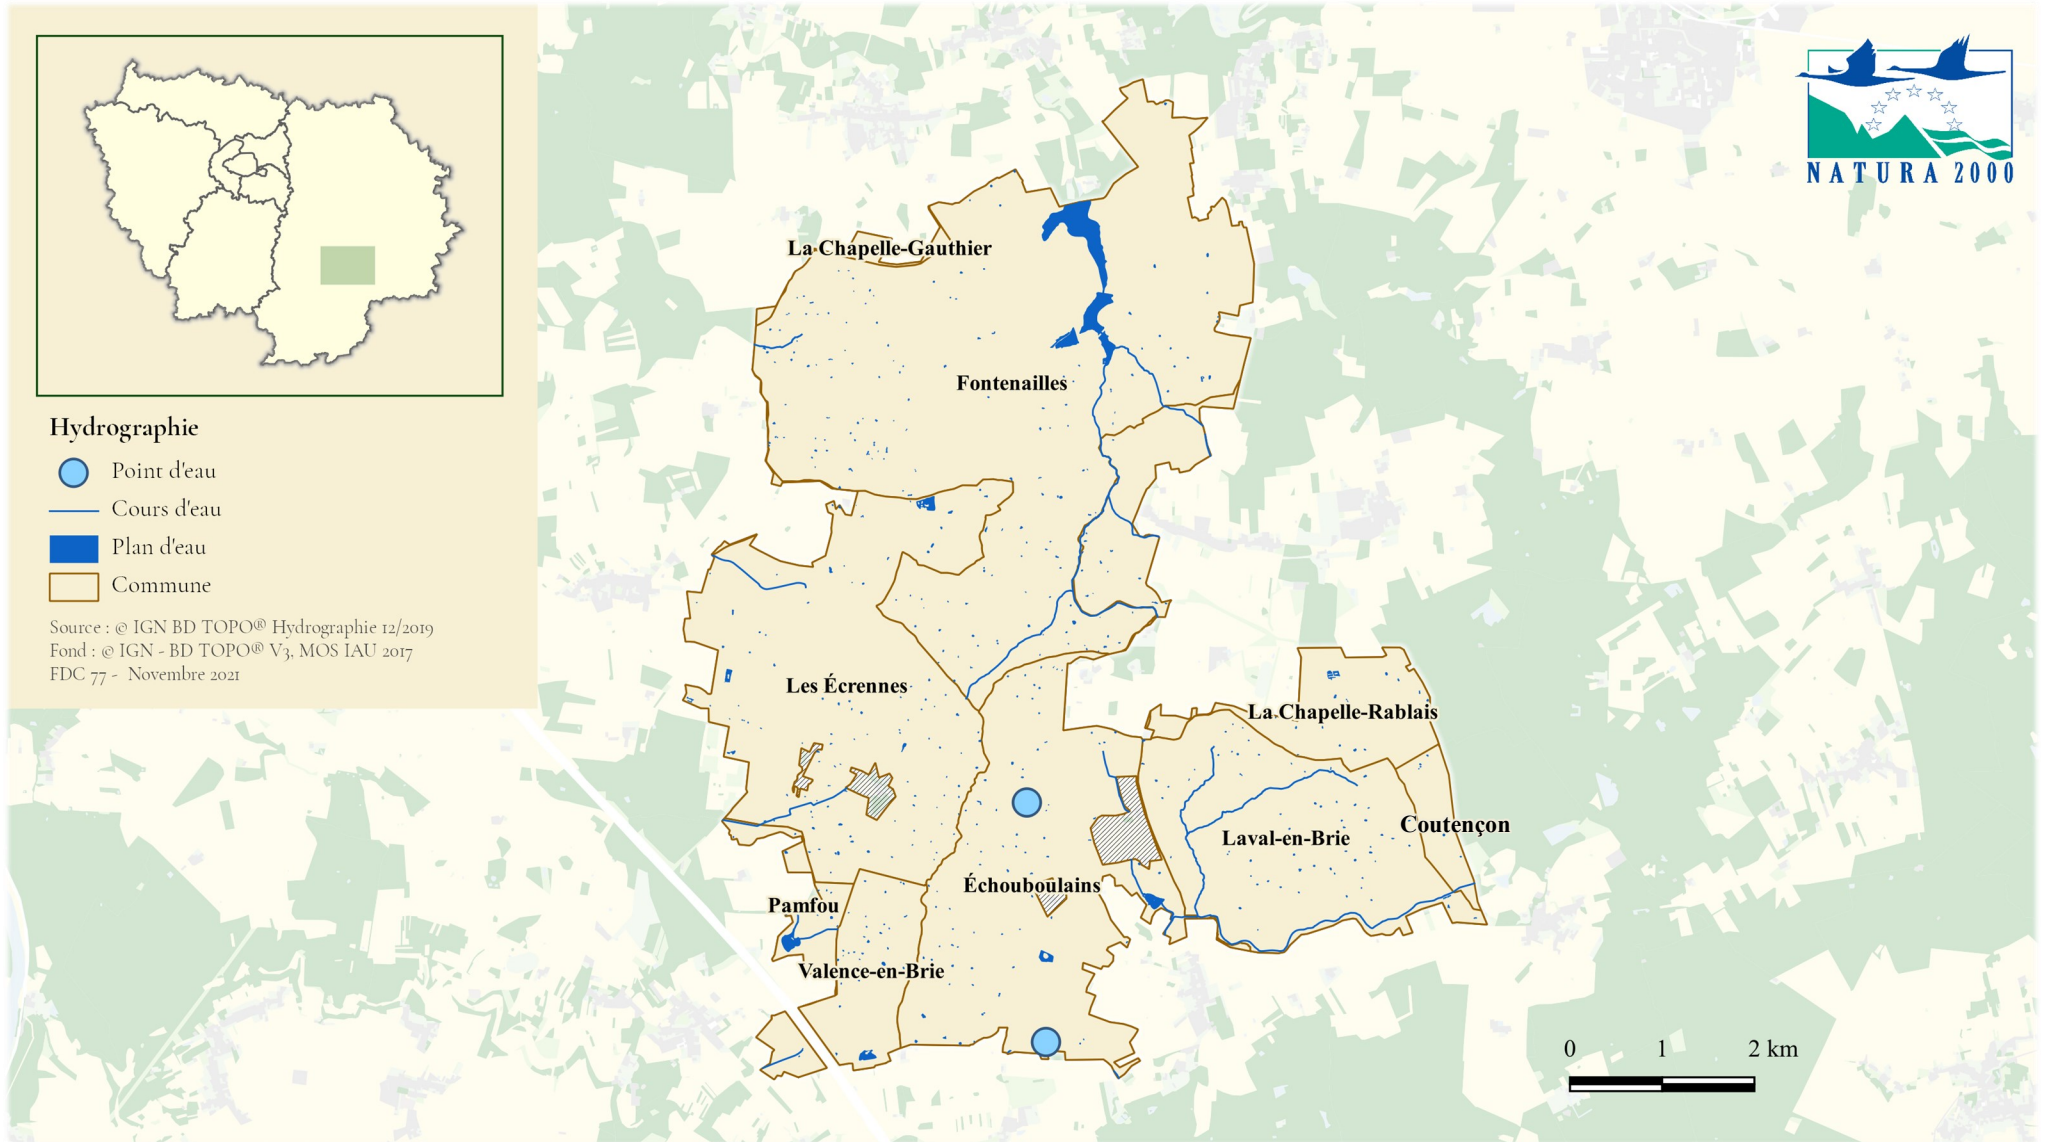 Hydrographie
Point d'eau
Cours d'eau
Plan d'eau
Commune
Source : © IGN BD TOPO® Hydrographie 12/2019
Fond : © IGN - BD TOPO® V3, MOS IAU 2017
FDC 77 - Novembre 2021
NATURA 2000
La Chapelle-Gauthier
Fontenailles
Les Écrennes
La Chapelle-Rablais
Coutençon
Laval-en-Brie
Échouboulains
Pamfou
Valence-en-Brie
0 1 2 km